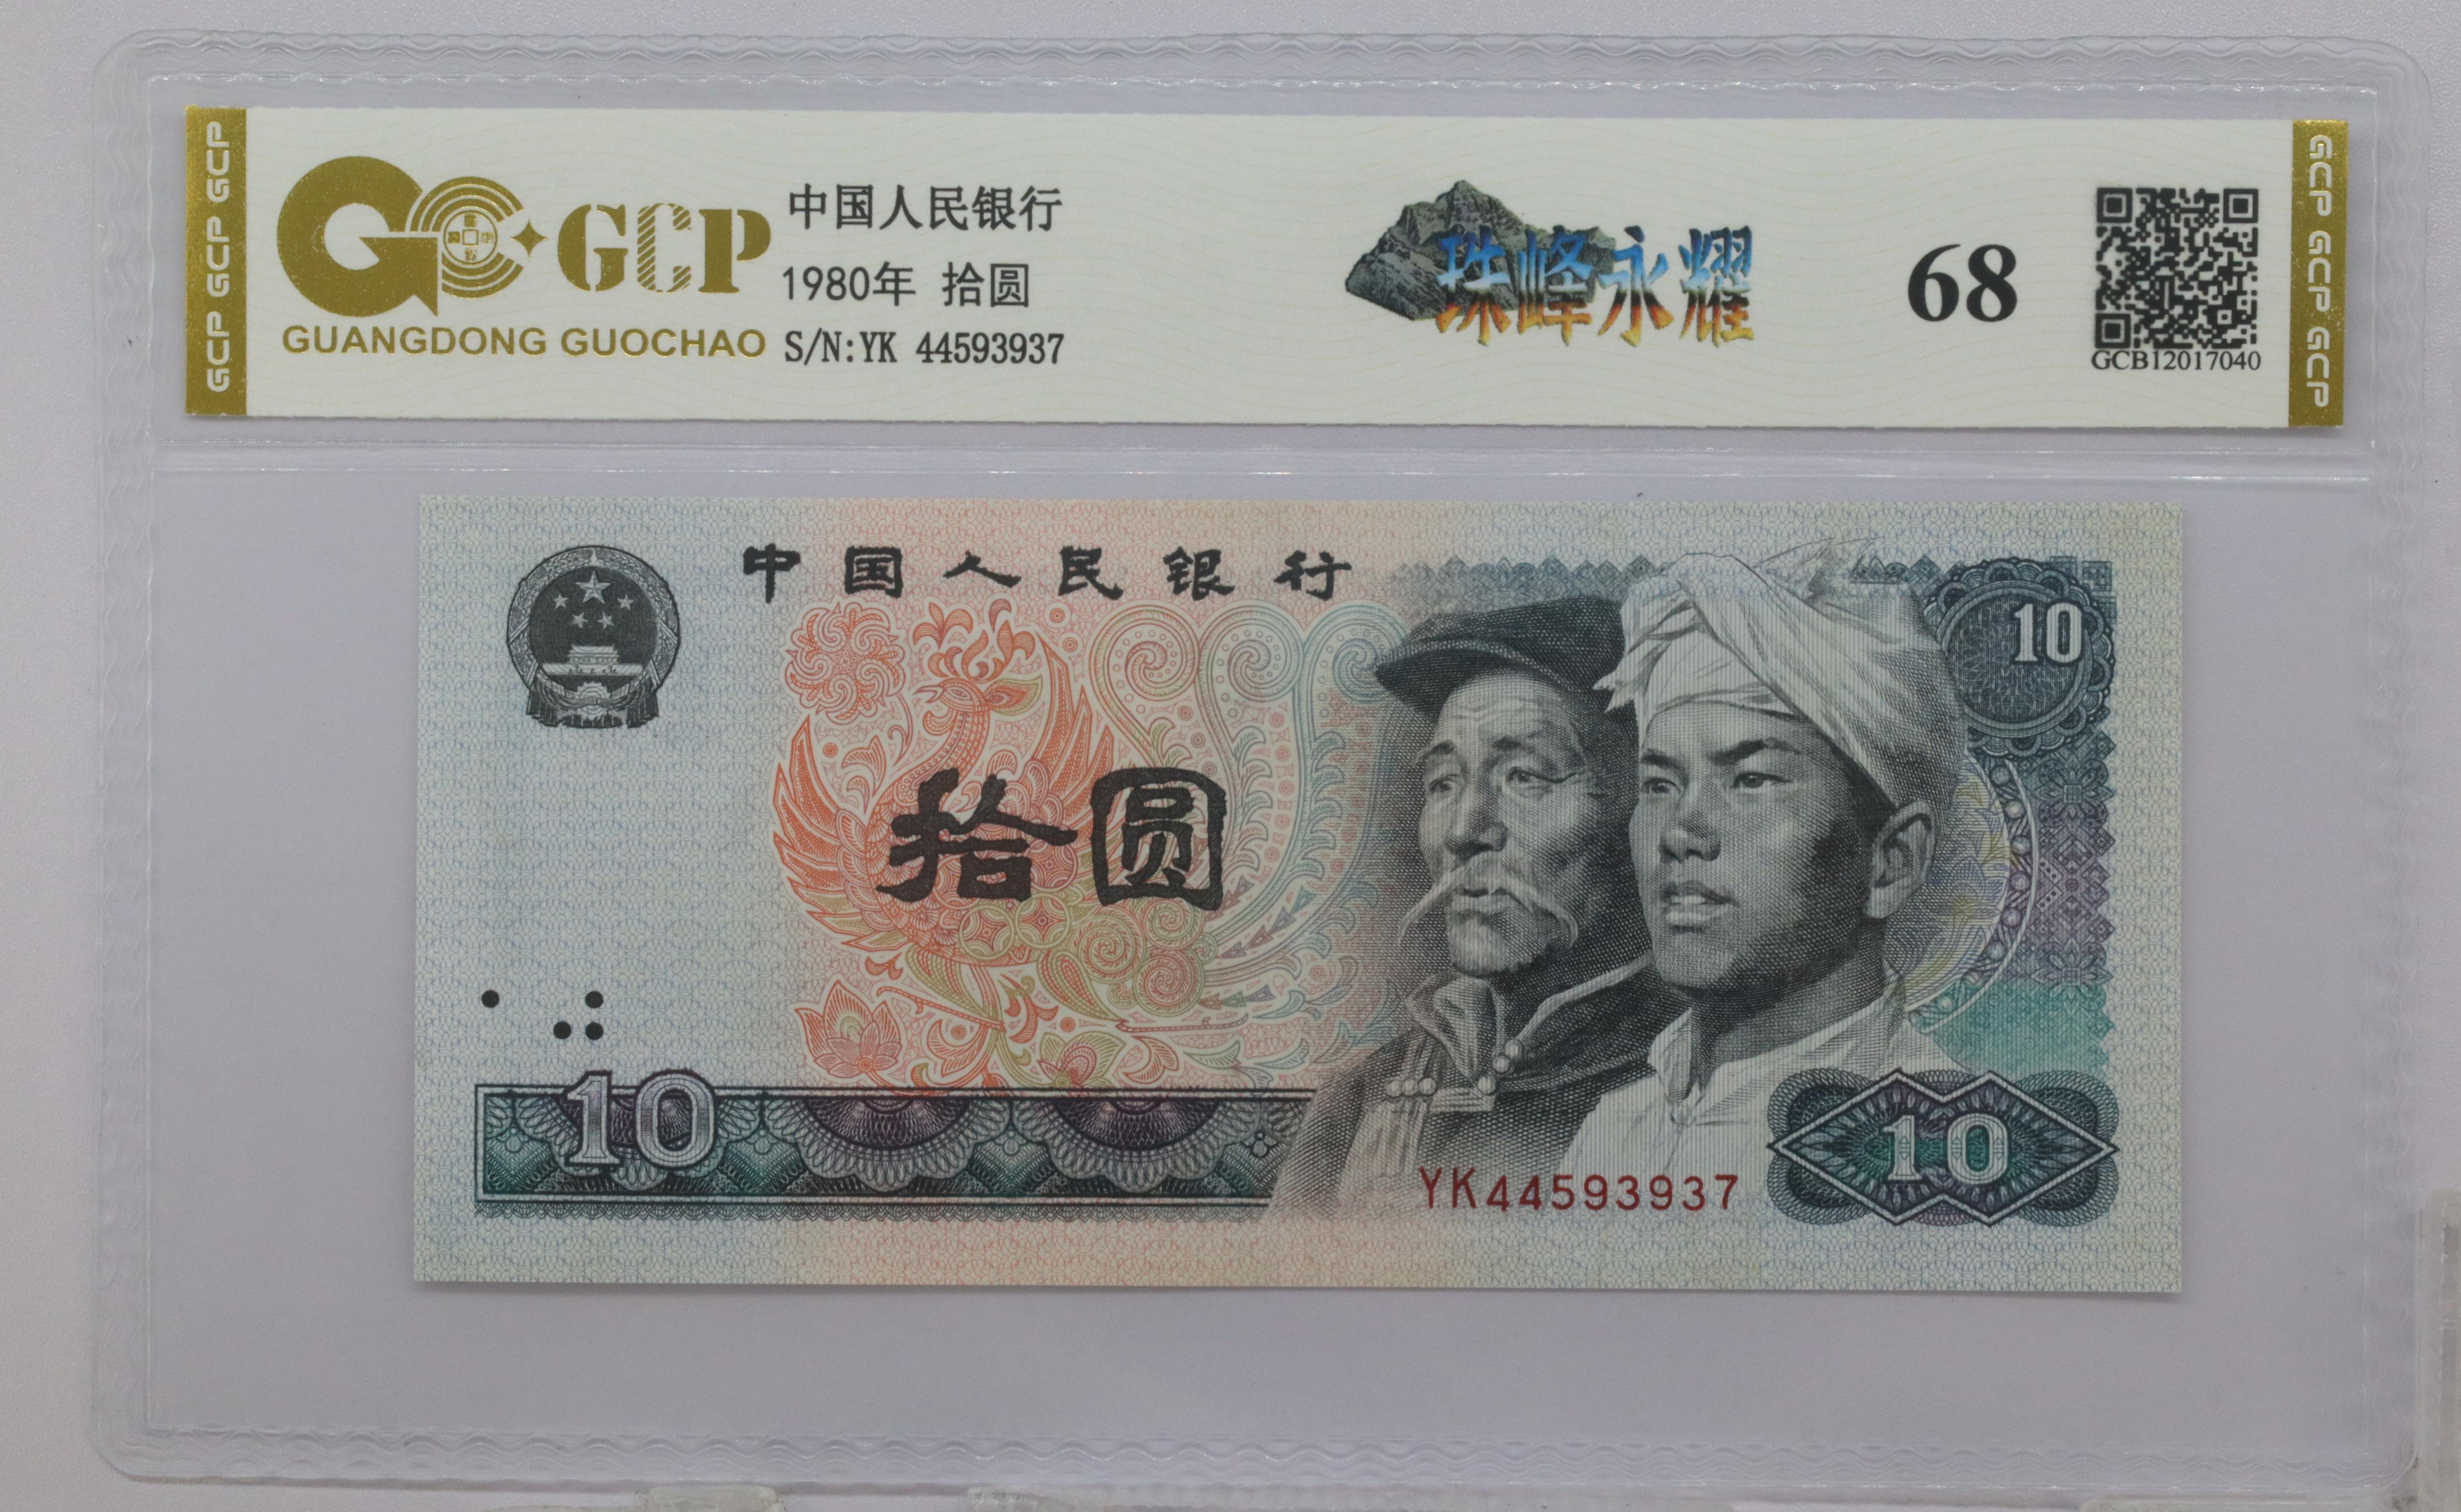 GCP GCP GCP
GCP
GUANGDONG GUOCHAO
中国人民银行
1980年 拾圆
S/N:YK 44593937
珠峰永耀
68
GCB12017040
GCP GCP GCP
中国人民银行
10
拾圆
10
YK44593937
10